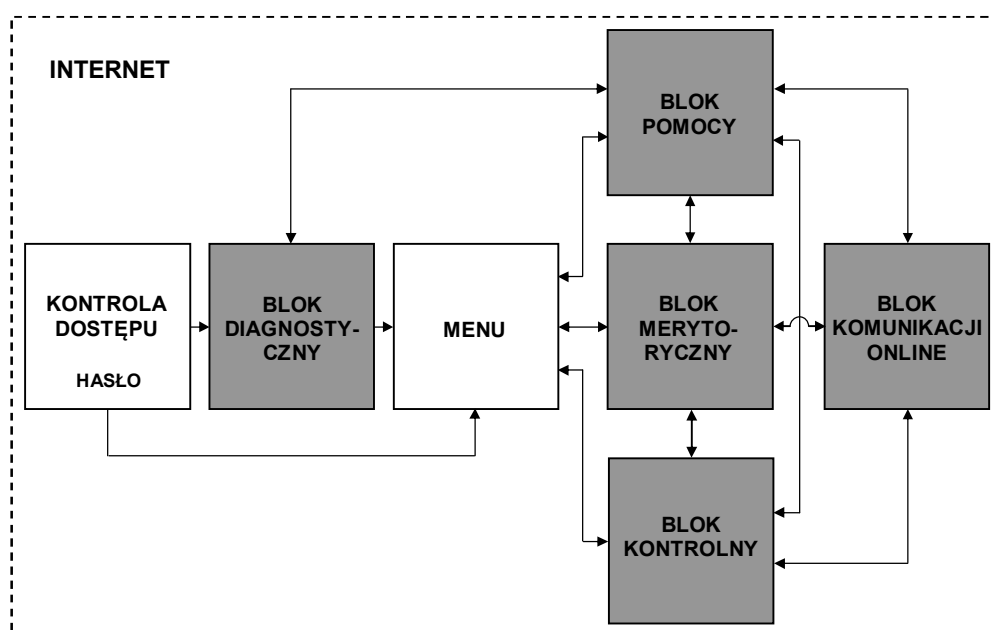 INTERNET
BLOK
POMOCY
KONTROLA
DOSTĘPU
HASŁO
BLOK
DIAGNOSTY-
CZNY
MENU
BLOK
MERYTO-
RYCZNY
BLOK
KOMUNIKACJI
ONLINE
BLOK
KONTROLNY